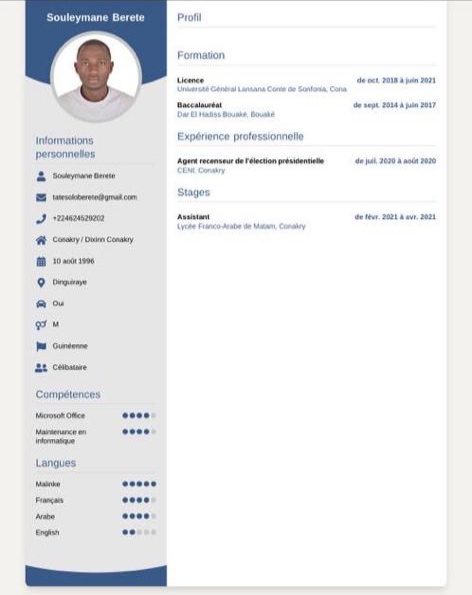 Souleymane Berete
Informations
personnelles
Souleymane Berete
tatesoloberete@gmail.com
+224624529202
Conakry / Dixinn Conakry
10 août 1996
Dinguiraye
Oui
M
Guinéenne
Célibataire
Compétences
Microsoft Office
Maintenance en
informatique
Langues
Malinke
Français
Arabe
English
Profil
Formation
Licence de oct. 2018 à juin 2021
Université Général Lansana Conte de Sonfonia, Cona
Baccalauréat de sept. 2014 à juin 2017
Dar El Hadiss Bouaké, Bouaké
Expérience professionnelle
Agent recenseur de l'élection présidentielle de juil. 2020 à août 2020
CENI, Conakry
Stages
Assistant de févr. 2021 à avr. 2021
Lycée Franco-Arabe de Matam, Conakry